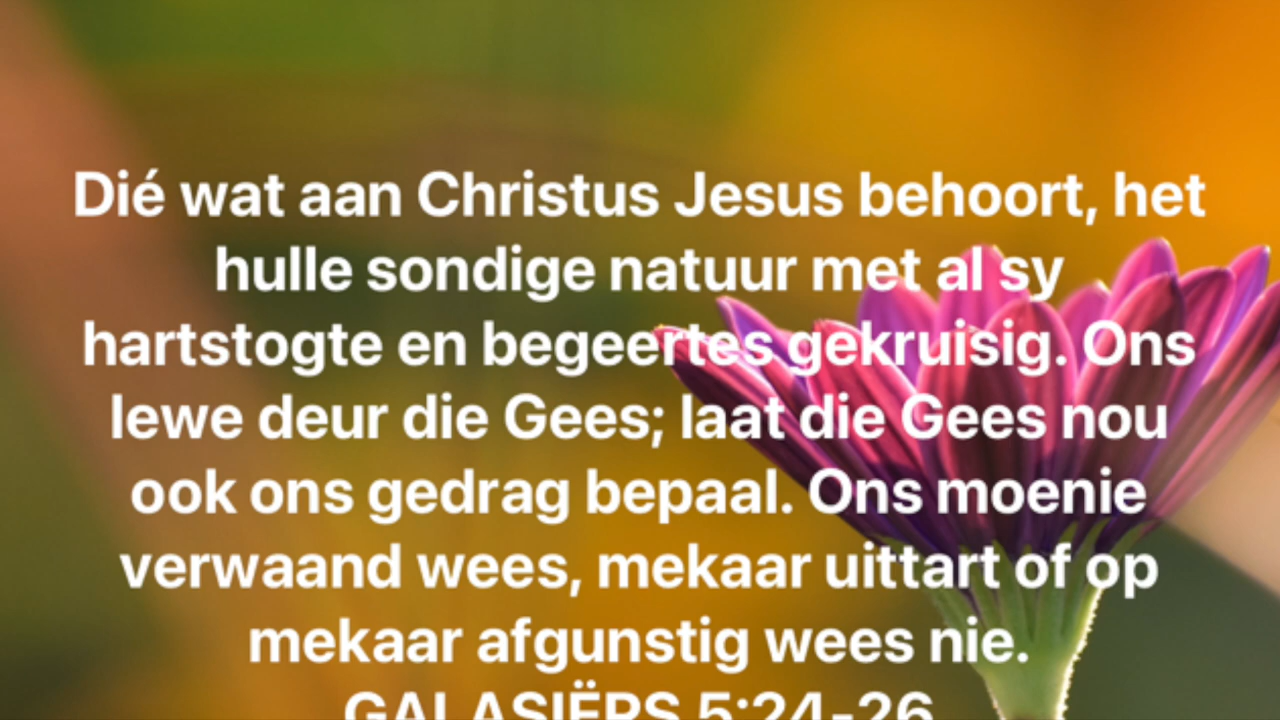 Dié wat aan Christus Jesus behoort, het
hulle sondige natuur met al sy
hartstogte en begeertes gekruisig. Ons
lewe deur die Gees; laat die Gees nou
ook ons gedrag bepaal. Ons moenie
verwaand wees, mekaar uittart of op
mekaar afgunstig wees nie.
GALASIËRS 5:24-26